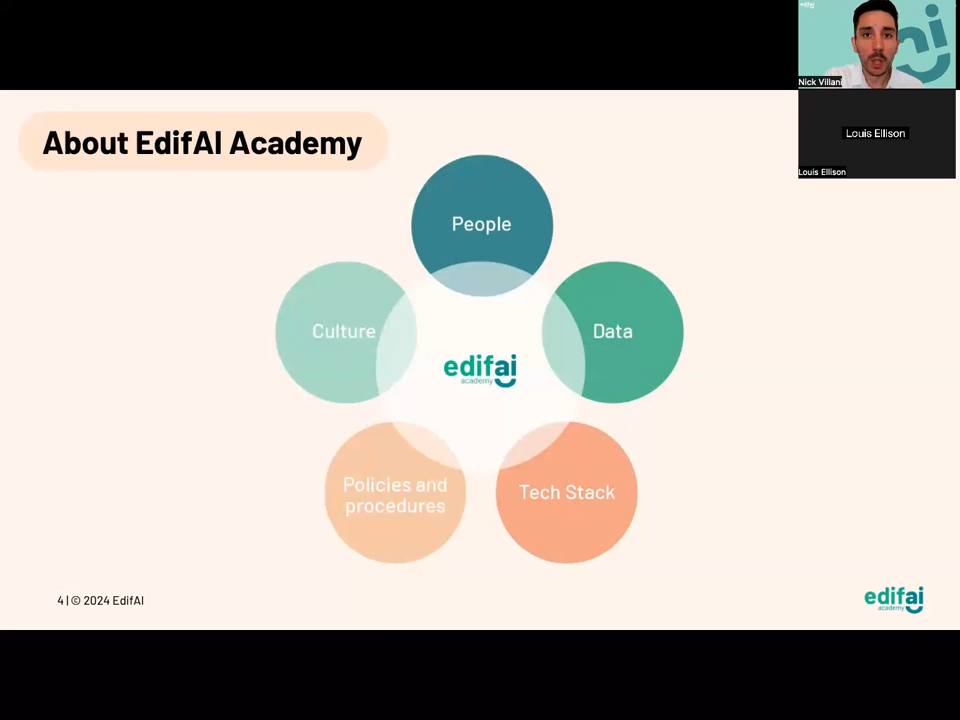 Nick Villani
Louis Ellison
Louis Ellison
About EdifAI Academy
People
Culture
Data
edifai
academy
Policies and
procedures
Tech Stack
4 | © 2024 EdifAI
edifai
academy